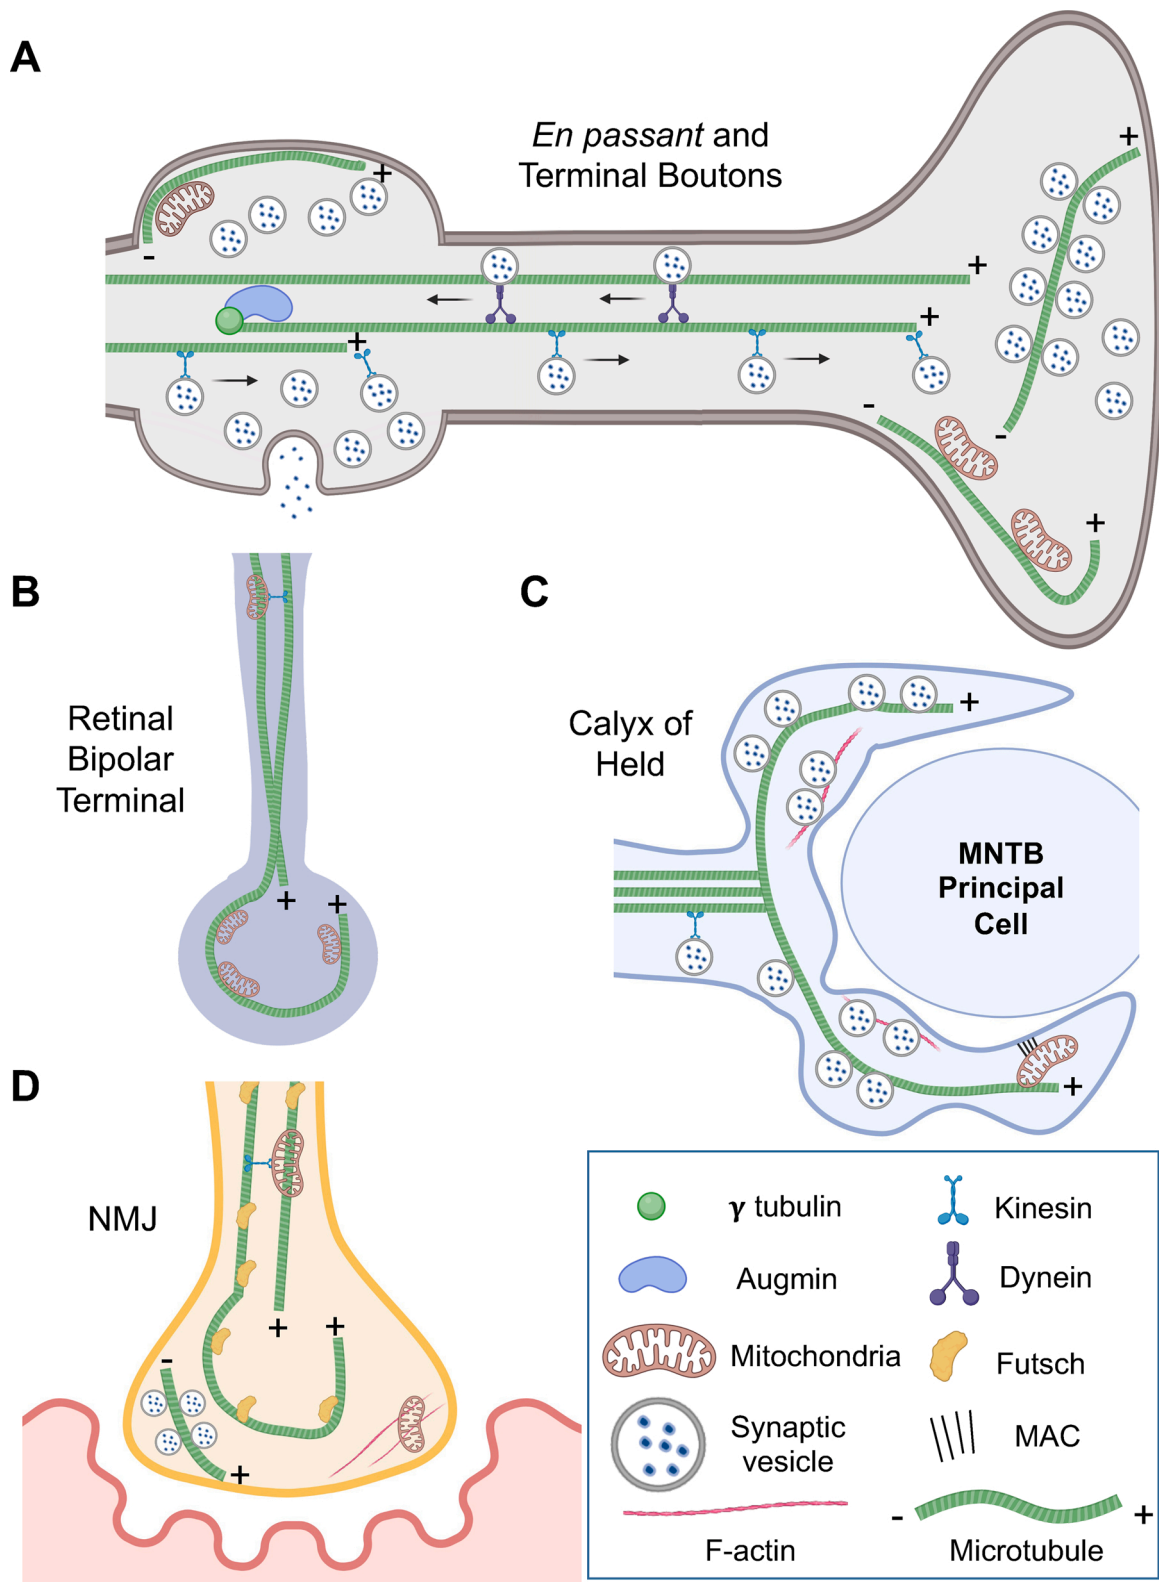 A
En passant and
Terminal Boutons
+
+
-
+
+
+
-
-
+
B
Retinal
Bipolar
Terminal
+
+
C
Calyx of
Held
+
MNTB
Principal
Cell
+
D
NMJ
+
+
-
+
γ tubulin
Kinesin
Augmin
Dynein
Mitochondria
Futsch
Synaptic
vesicle
MAC
F-actin
-
+
Microtubule